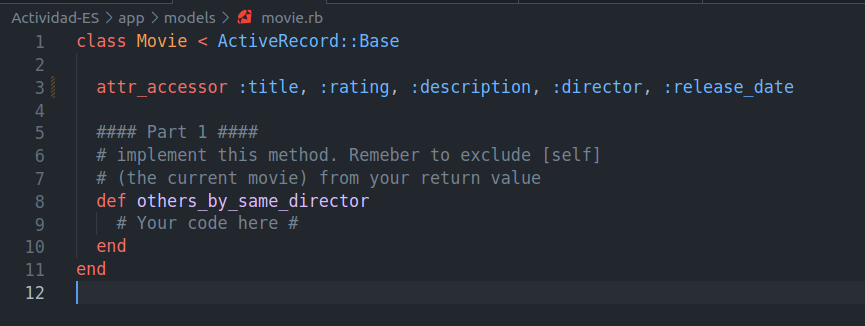 Actividad-ES > app > models > movie.rb
1 class Movie < ActiveRecord::Base
2
3 attr_accessor :title, :rating, :description, :director, :release_date
4
5 #### Part 1 ####
6 # implement this method. Remeber to exclude [self]
7 # (the current movie) from your return value
8 def others_by_same_director
9 # Your code here #
10 end
11 end
12